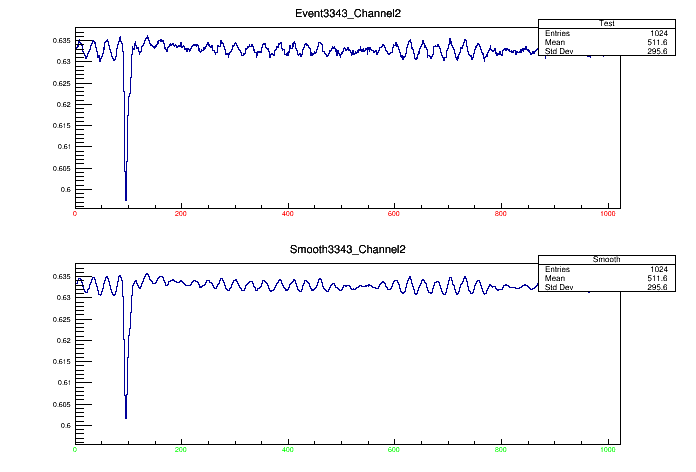 Event3343_Channel2
Test
Entries 1024
Mean 511.6
Std Dev 295.6
0.635
0.63
0.625
0.62
0.615
0.61
0.605
0.6
0 200 400 600 800 1000
Smooth3343_Channel2
Smooth
Entries 1024
Mean 511.6
Std Dev 295.6
0.635
0.63
0.625
0.62
0.615
0.61
0.605
0.6
0 200 400 600 800 1000